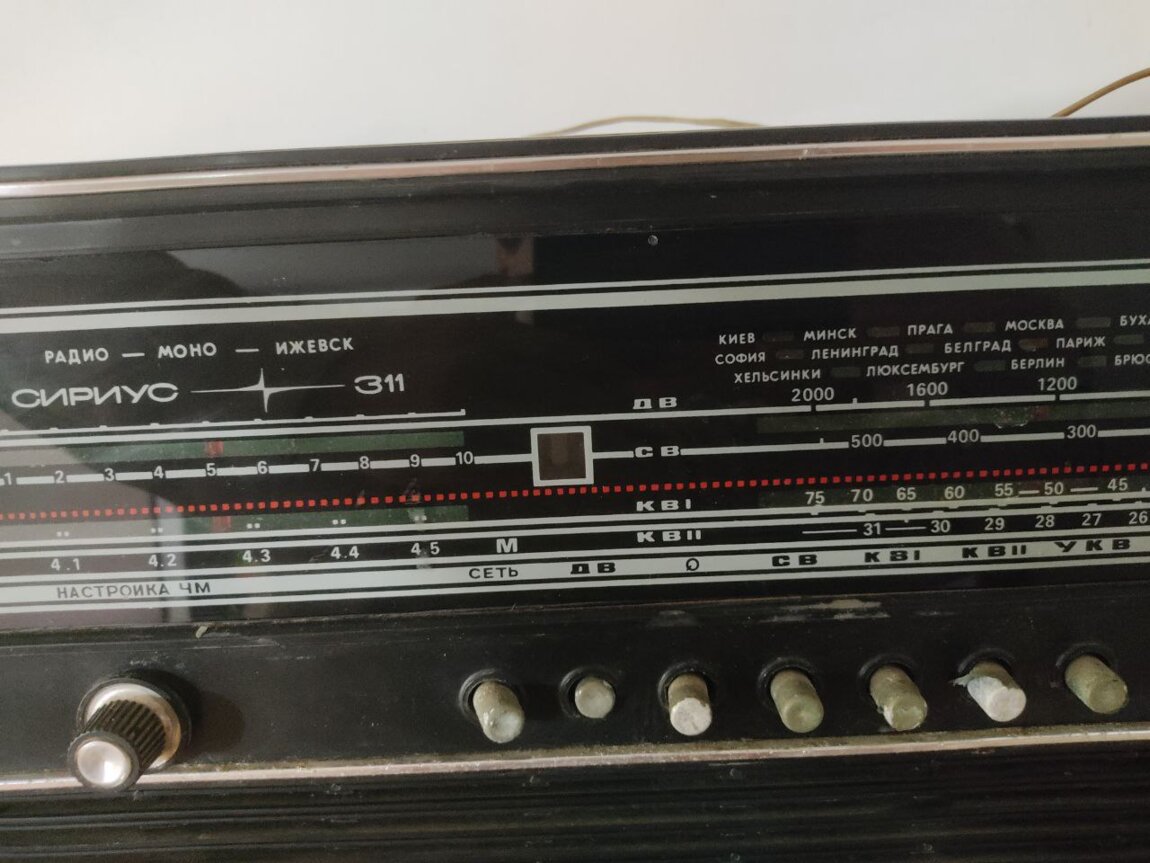 РАДИО — МОНО — ИЖЕВСК
СИРИУС 311
КИЕВ МИНСК ПРАГА МОСКВА
СОФИЯ ЛЕНИНГРАД БЕЛГРАД ПАРИЖ
ХЕЛЬСИНКИ ЛЮКСЕМБУРГ БЕРЛИН
ДВ 2000 1600 1200
1 2 3 4 5 6 7 8 9 10 СВ 500 400 300
КВI 75 70 65 60 55 — 50 — 45
КВII 31 30 29 28 27 26
4.1 4.2 4.3 4.4 4.5 М
НАСТРОЙКА ЧМ СЕТЬ ДВ СВ КВI КВII УКВ